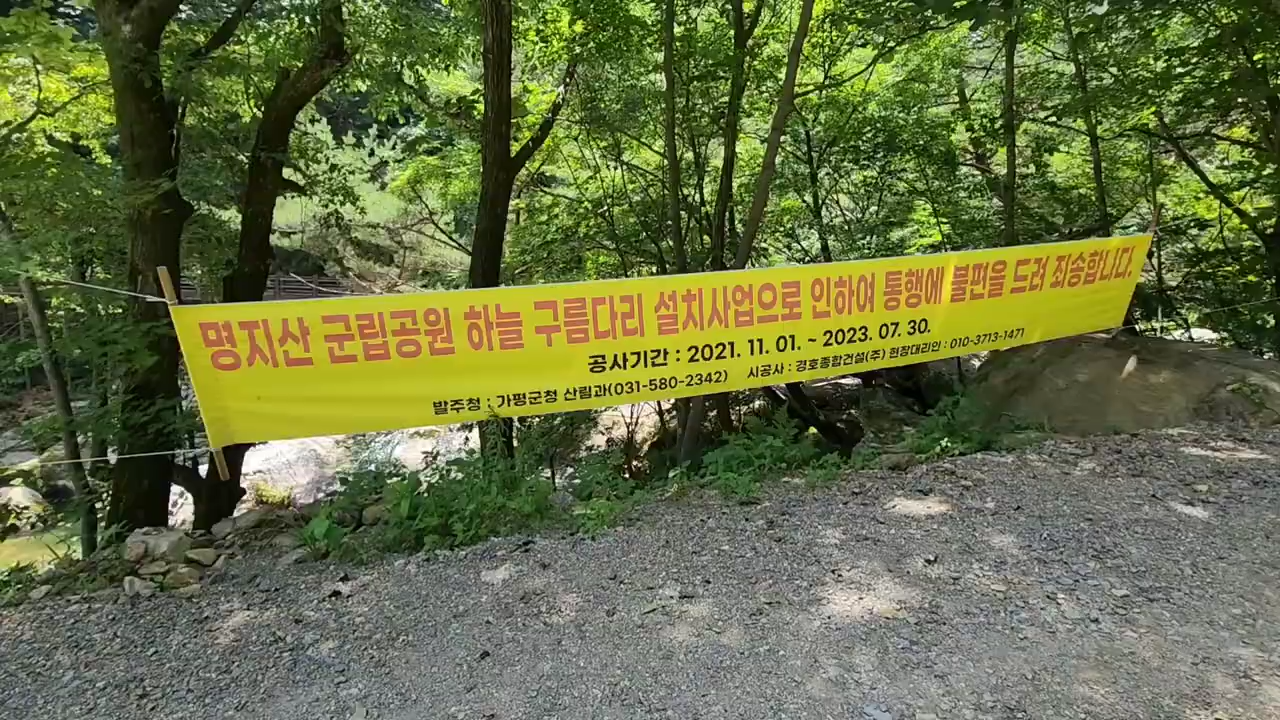 명지산 군립공원 하늘 구름다리 설치사업으로 인하여 통행에 불편을 드려 죄송합니다.
공사기간 : 2021. 11. 01. ~ 2023. 07. 30.
발주청 : 가평군청 산림과(031-580-2342) 시공사 : 경호종합건설(주) 현장대리인 : 010-3713-1471